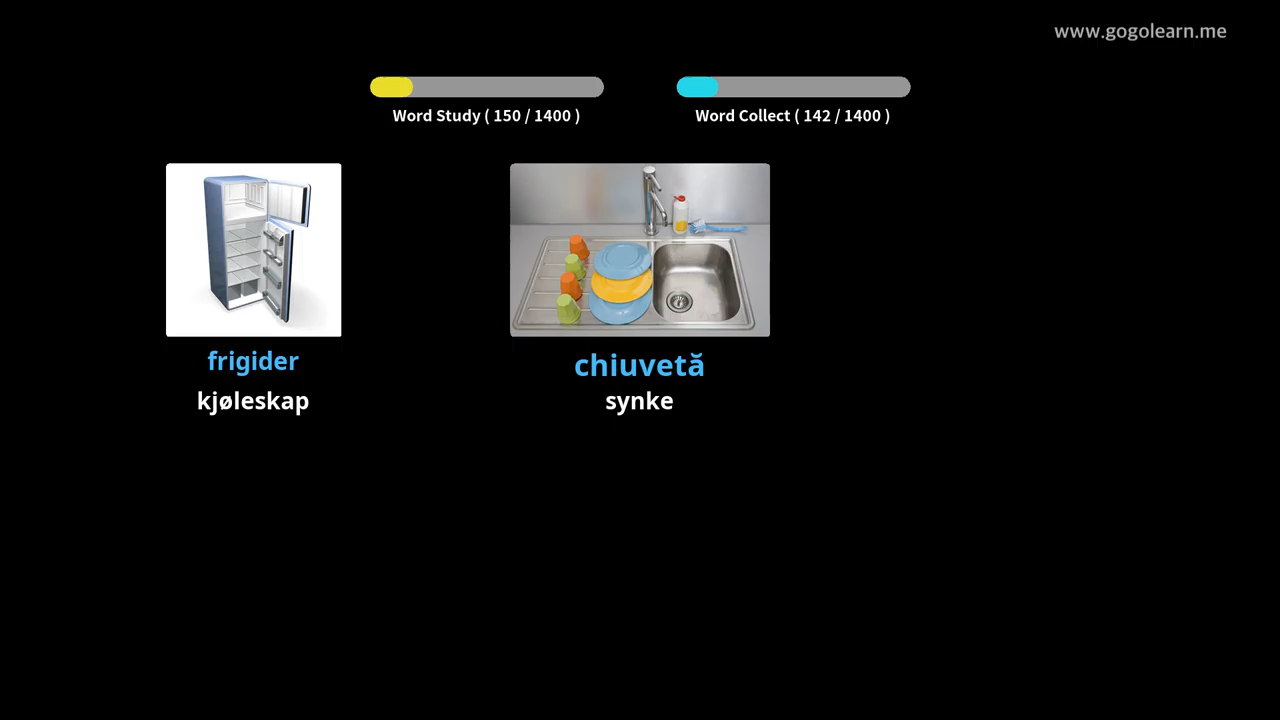 www.gogolearn.me
Word Study ( 150 / 1400 )
Word Collect ( 142 / 1400 )
frigider
kjøleskap
chiuvetă
synke